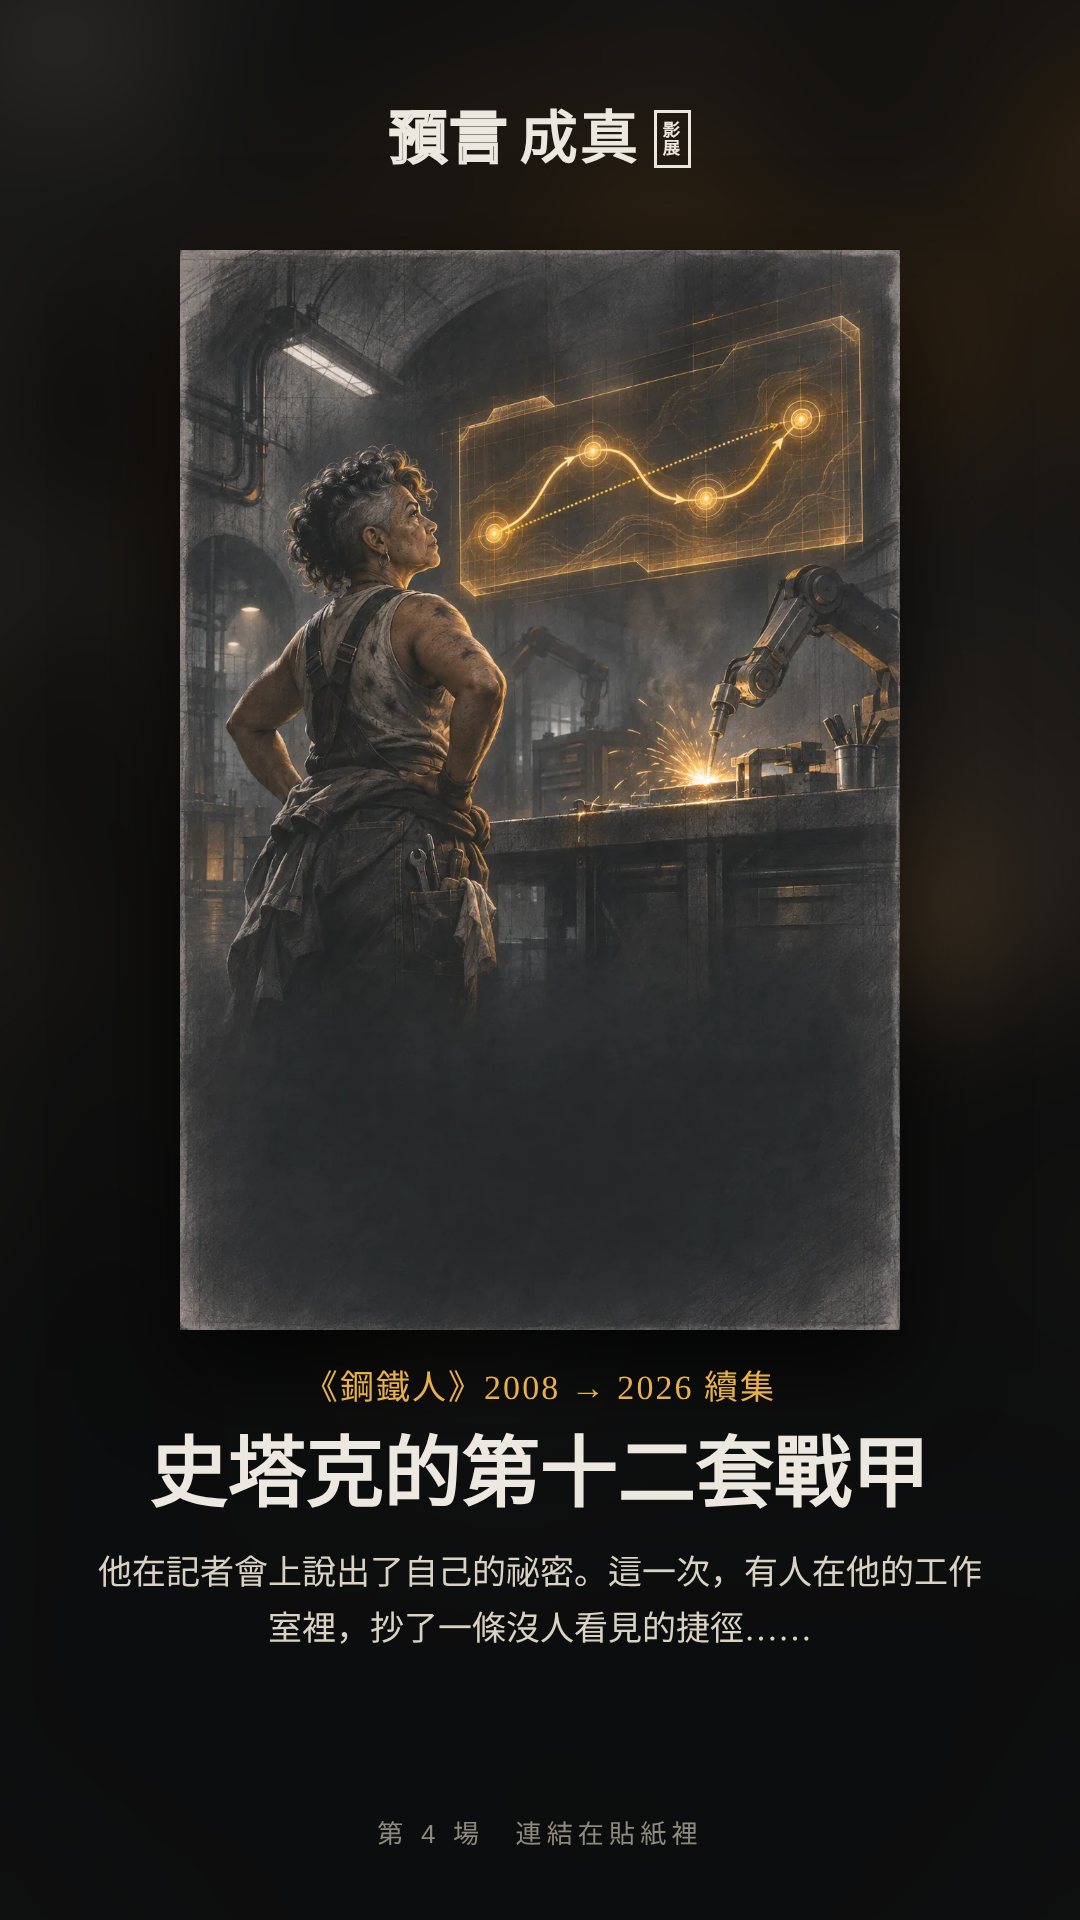 預言成真 影展
《鋼鐵人》2008 → 2026 續集
史塔克的第十二套戰甲
他在記者會上說出了自己的祕密。這一次，有人在他的工作
室裡，抄了一條沒人看見的捷徑……
第 4 場　連結在貼紙裡